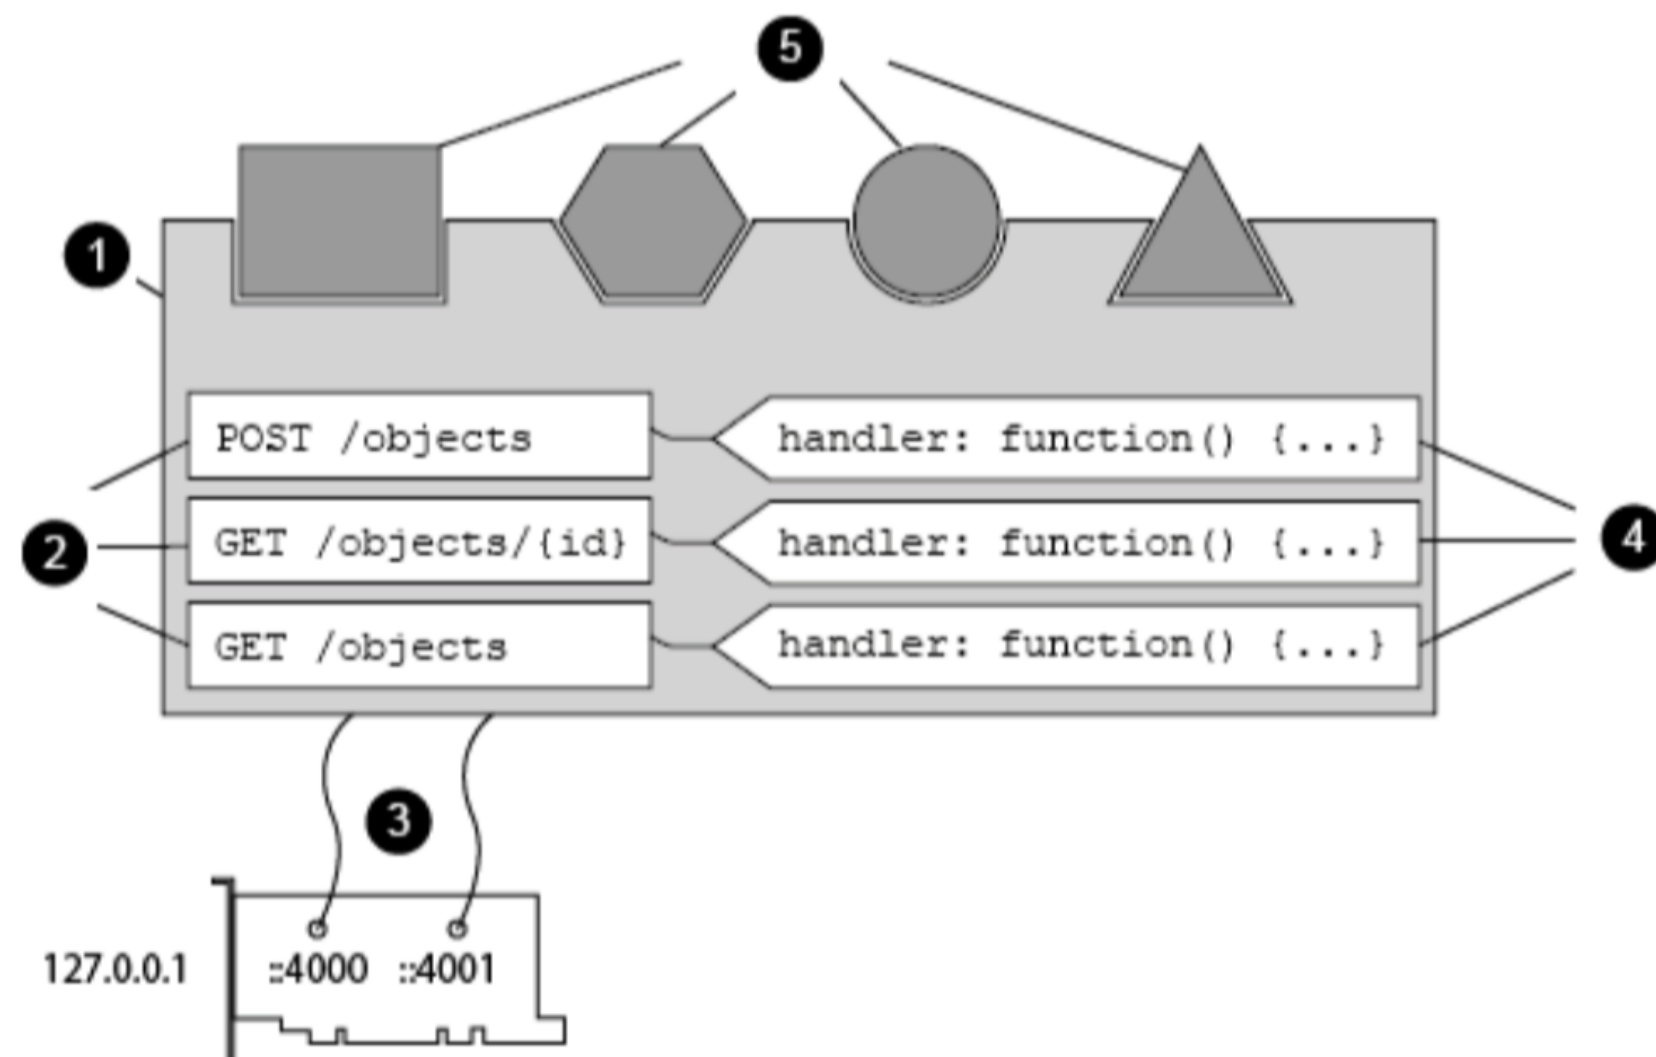 5
1
POST /objects
handler: function() {...}
2
GET /objects/{id}
handler: function() {...}
4
GET /objects
handler: function() {...}
3
127.0.0.1
::4000
::4001